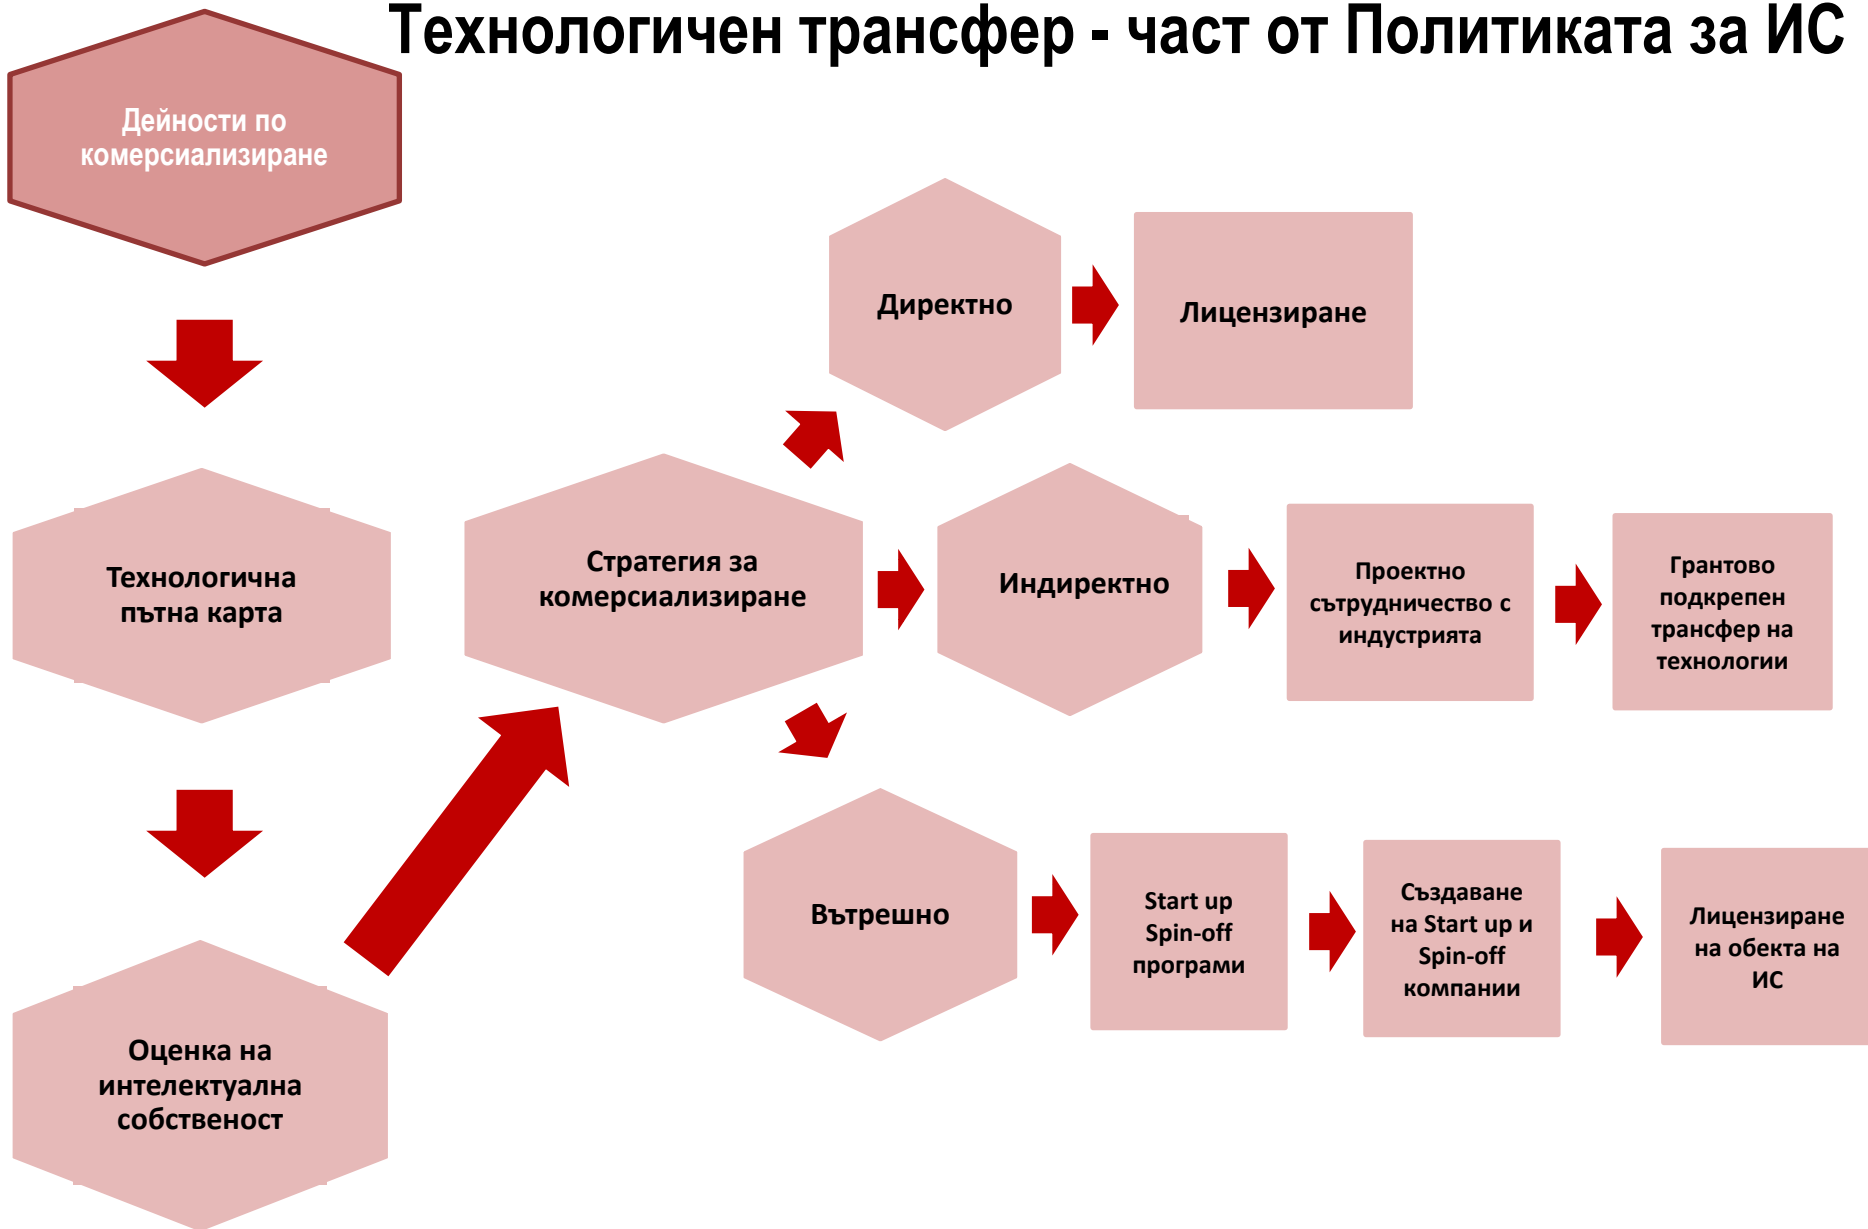 Технологичен трансфер - част от Политиката за ИС
Дейности по
комерсиализиране
Технологична
пътна карта
Оценка на
интелектуална
собственост
Стратегия за
комерсиализиране
Директно
Лицензиране
Индиректно
Проектно
сътрудничество с
индустрията
Грантово
подкрепен
трансфер на
технологии
Вътрешно
Start up
Spin-off
програми
Създаване
на Start up и
Spin-off
компании
Лицензиране
на обекта на
ИС